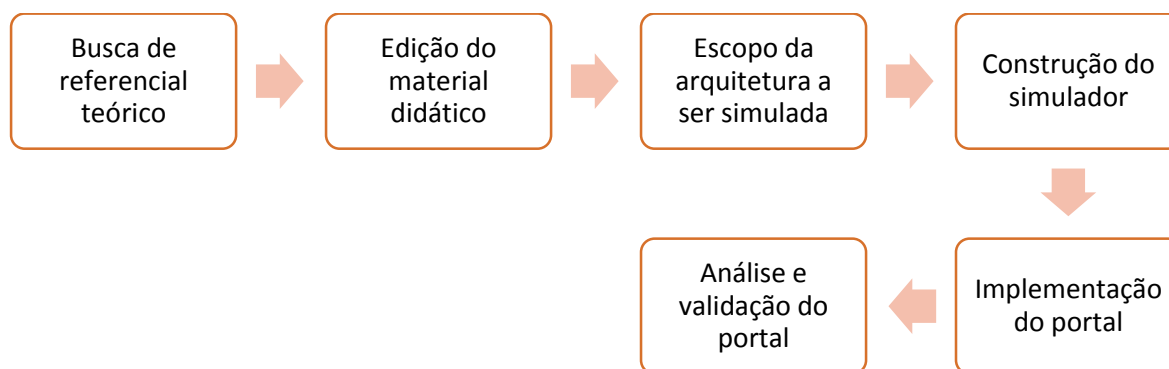 Busca de
referencial
teórico
Edição do
material
didático
Escopo da
arquitetura a
ser simulada
Construção do
simulador
Implementação
do portal
Análise e
validação do
portal